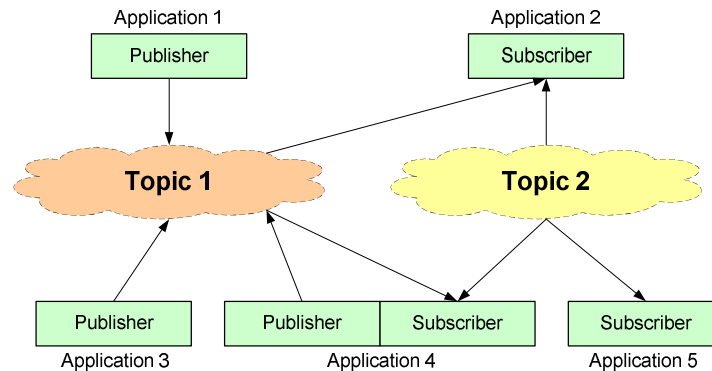 Application 1
Application 2
Publisher
Subscriber
Topic 1
Topic 2
Publisher
Publisher
Subscriber
Subscriber
Application 3
Application 4
Application 5